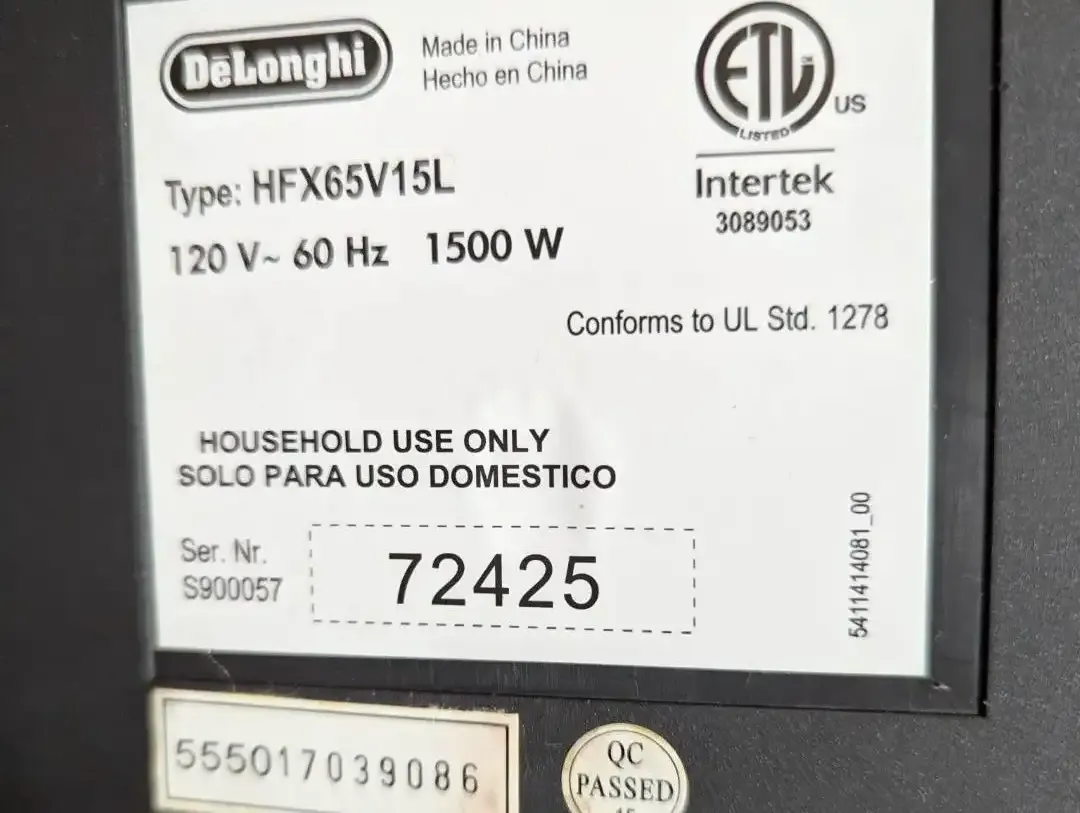 DeLonghi
Made in China
Hecho en China
ETL
CM
US
LISTED
Intertek
3089053
Type: HFX65V15L
120 V~ 60 Hz 1500 W
Conforms to UL Std. 1278
HOUSEHOLD USE ONLY
SOLO PARA USO DOMESTICO
Ser. Nr.
S900057
72425
5411414081_00
555017039086
QC
PASSED